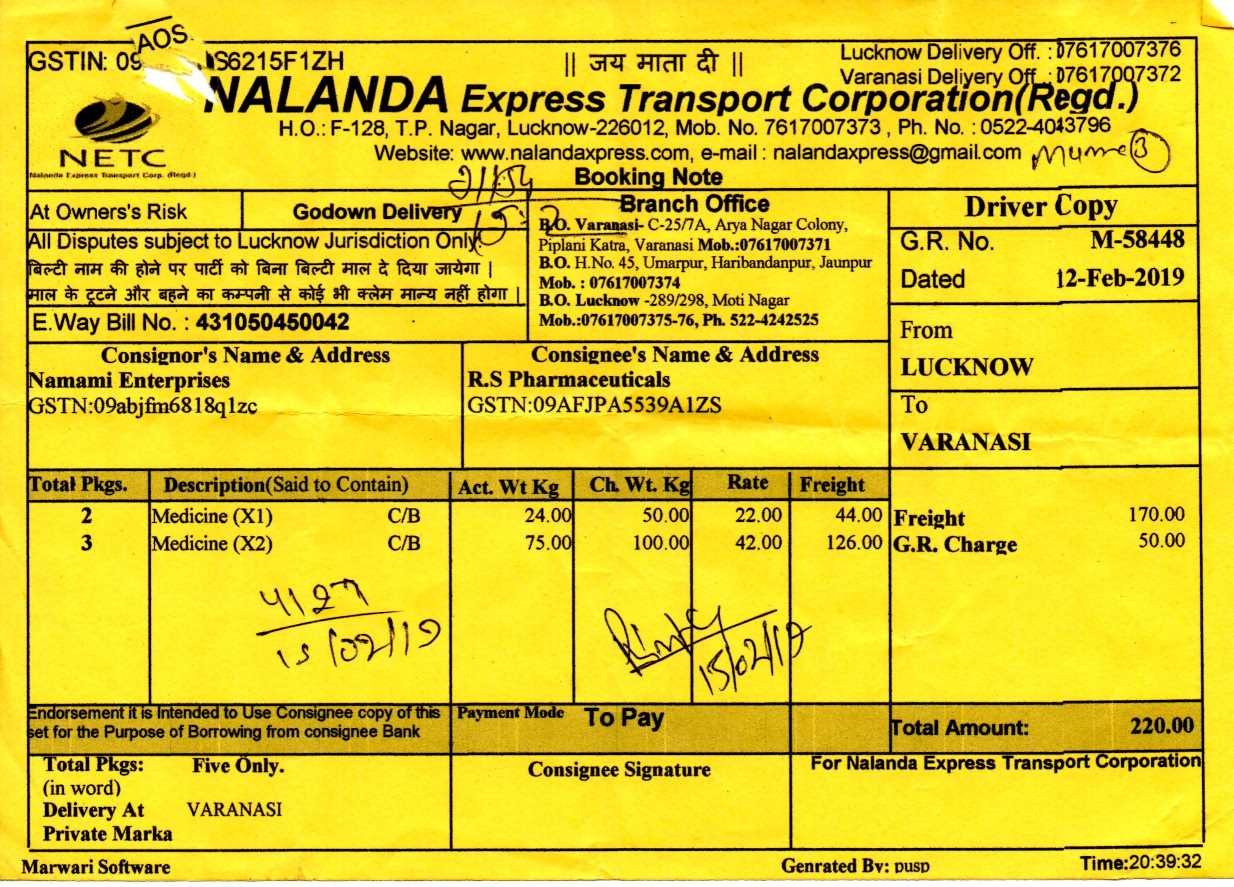 AOS
GSTIN: 09 S6215F1ZH
|| जय माता दी ||
Lucknow Delivery Off. : 07617007376
Varanasi Deliyery Off. : 07617007372
NALANDA Express Transport Corporation(Regd.)
H.O.: F-128, T.P. Nagar, Lucknow-226012, Mob. No. 7617007373 , Ph. No. : 0522-4043796
Website: www.nalandaxpress.com, e-mail : nalandaxpress@gmail.com
NETC
Nalanda Express Transport Corp. (Regd.)
Booking Note
At Owners's Risk
Godown Delivery
All Disputes subject to Lucknow Jurisdiction Only.
बिल्टी नाम की होने पर पार्टी को बिना बिल्टी माल दे दिया जायेगा |
माल के टूटने और बहने का कम्पनी से कोई भी क्लेम मान्य नहीं होगा |
E.Way Bill No. : 431050450042
Branch Office
B.O. Varanasi- C-25/7A, Arya Nagar Colony,
Piplani Katra, Varanasi Mob.:07617007371
B.O. H.No. 45, Umarpur, Haribandanpur, Jaunpur
Mob. : 07617007374
B.O. Lucknow -289/298, Moti Nagar
Mob.:07617007375-76, Ph. 522-4242525
Driver Copy
G.R. No. M-58448
Dated 12-Feb-2019
From
LUCKNOW
To
VARANASI
Consignor's Name & Address
Namami Enterprises
GSTN:09abjfm6818q1zc
Consignee's Name & Address
R.S Pharmaceuticals
GSTN:09AFJPA5539A1ZS
Total Pkgs. Description(Said to Contain) Act. Wt Kg Ch. Wt. Kg Rate Freight
2 Medicine (X1) C/B 24.00 50.00 22.00 44.00
3 Medicine (X2) C/B 75.00 100.00 42.00 126.00
Freight 170.00
G.R. Charge 50.00
15/02/19
15/02/19
Endorsement it is Intended to Use Consignee copy of this
set for the Purpose of Borrowing from consignee Bank
Payment Mode To Pay
Total Amount: 220.00
Total Pkgs: Five Only.
(in word)
Delivery At VARANASI
Private Marka
Consignee Signature
For Nalanda Express Transport Corporation
Marwari Software
Genrated By: pusp
Time:20:39:32